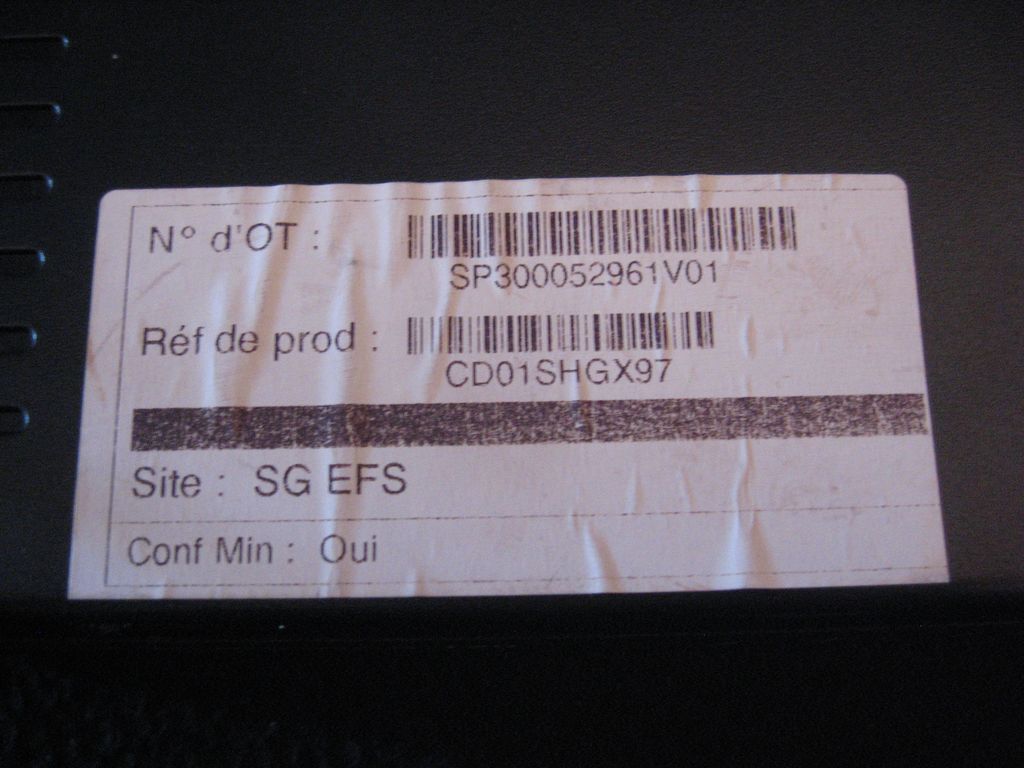 N° d'OT :
SP300052961V01
Réf de prod :
CD01SHGX97
Site : SG EFS
Conf Min : Oui